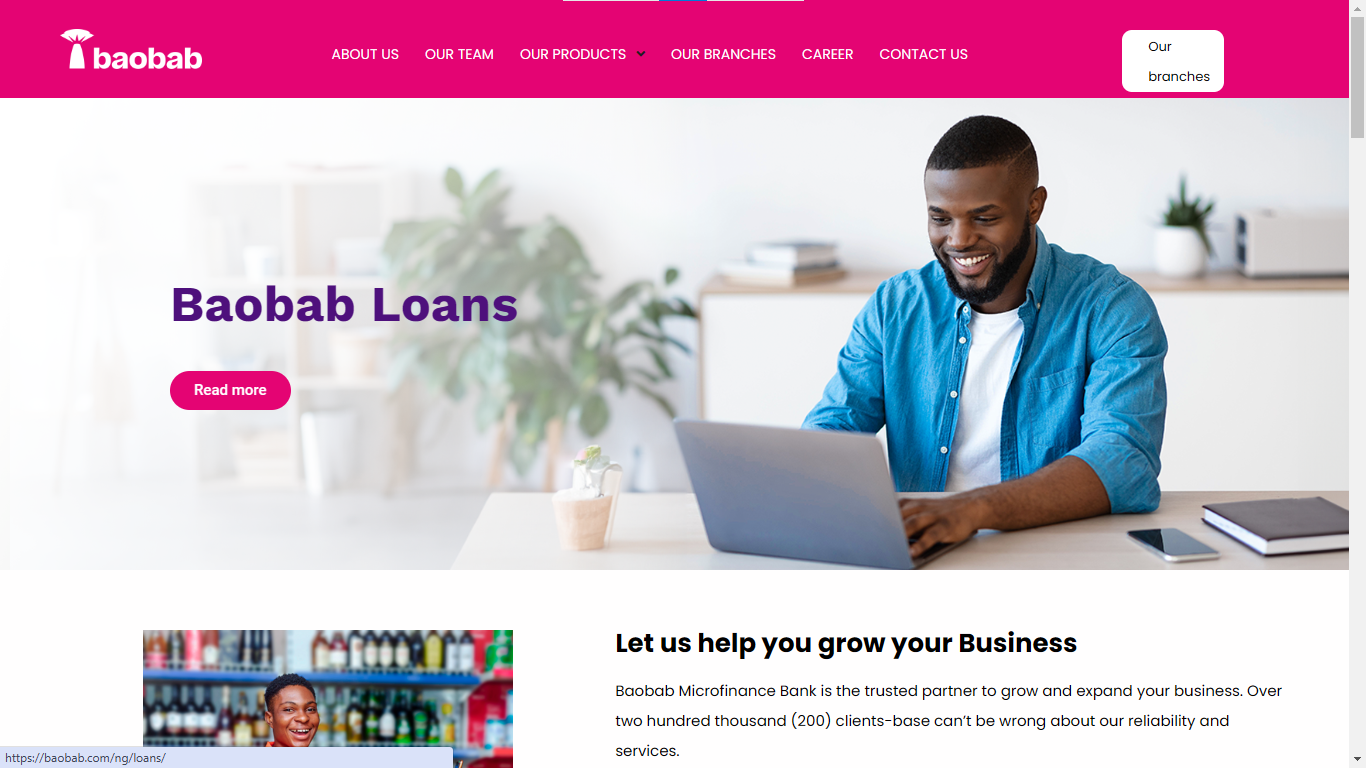 baobab
ABOUT US
OUR TEAM
OUR PRODUCTS
OUR BRANCHES
CAREER
CONTACT US
Our
branches
Baobab Loans
Read more
Let us help you grow your Business
Baobab Microfinance Bank is the trusted partner to grow and expand your business. Over
two hundred thousand (200) clients-base can’t be wrong about our reliability and
services.
https://baobab.com/ng/loans/